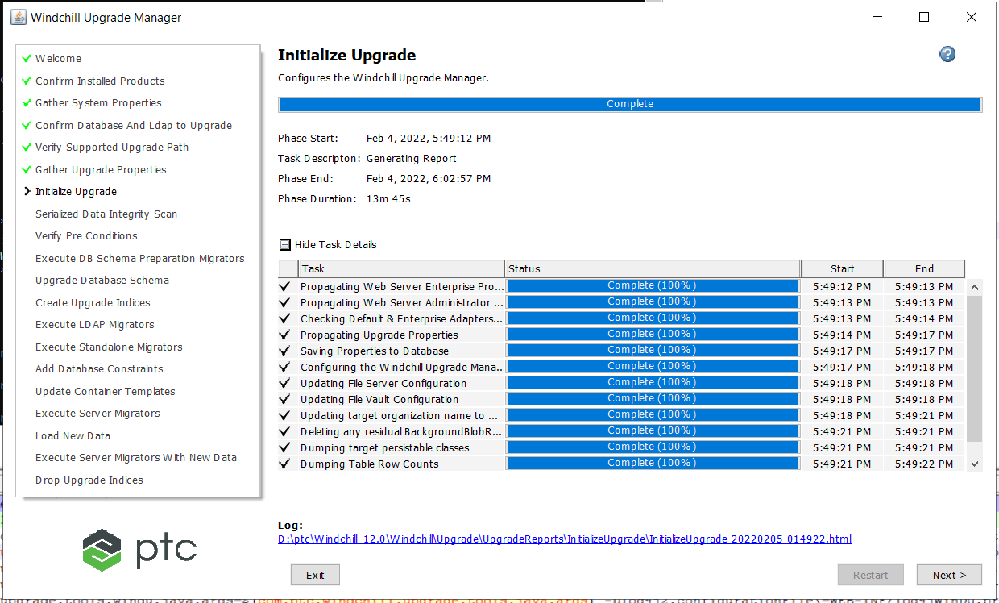 Windchill Upgrade Manager
Welcome
Confirm Installed Products
Gather System Properties
Confirm Database And Ldap to Upgrade
Verify Supported Upgrade Path
Gather Upgrade Properties
Initialize Upgrade
Serialized Data Integrity Scan
Verify Pre Conditions
Execute DB Schema Preparation Migrators
Upgrade Database Schema
Create Upgrade Indices
Execute LDAP Migrators
Execute Standalone Migrators
Add Database Constraints
Update Container Templates
Execute Server Migrators
Load New Data
Execute Server Migrators With New Data
Drop Upgrade Indices
ptc
Initialize Upgrade
?
Configures the Windchill Upgrade Manager.
Complete
Phase Start: Feb 4, 2022, 5:49:12 PM
Task Descripton: Generating Report
Phase End: Feb 4, 2022, 6:02:57 PM
Phase Duration: 13m 45s
Hide Task Details
Task Status Start End
Propagating Web Server Enterprise Pro... Complete (100%) 5:49:12 PM 5:49:13 PM
Propagating Web Server Administrator ... Complete (100%) 5:49:13 PM 5:49:13 PM
Checking Default & Enterprise Adapters... Complete (100%) 5:49:13 PM 5:49:14 PM
Propagating Upgrade Properties Complete (100%) 5:49:14 PM 5:49:17 PM
Saving Properties to Database Complete (100%) 5:49:17 PM 5:49:17 PM
Configuring the Windchill Upgrade Mana... Complete (100%) 5:49:17 PM 5:49:18 PM
Updating File Server Configuration Complete (100%) 5:49:18 PM 5:49:18 PM
Updating File Vault Configuration Complete (100%) 5:49:18 PM 5:49:18 PM
Updating target organization name to ... Complete (100%) 5:49:18 PM 5:49:21 PM
Deleting any residual BackgroundBlobR... Complete (100%) 5:49:21 PM 5:49:21 PM
Dumping target persistable classes Complete (100%) 5:49:21 PM 5:49:21 PM
Dumping Table Row Counts Complete (100%) 5:49:21 PM 5:49:22 PM
Log:
D:\ptc\Windchill_12.0\Windchill\Upgrade\UpgradeReports\InitializeUpgrade\InitializeUpgrade-20220205-014922.html
Exit Restart Next >